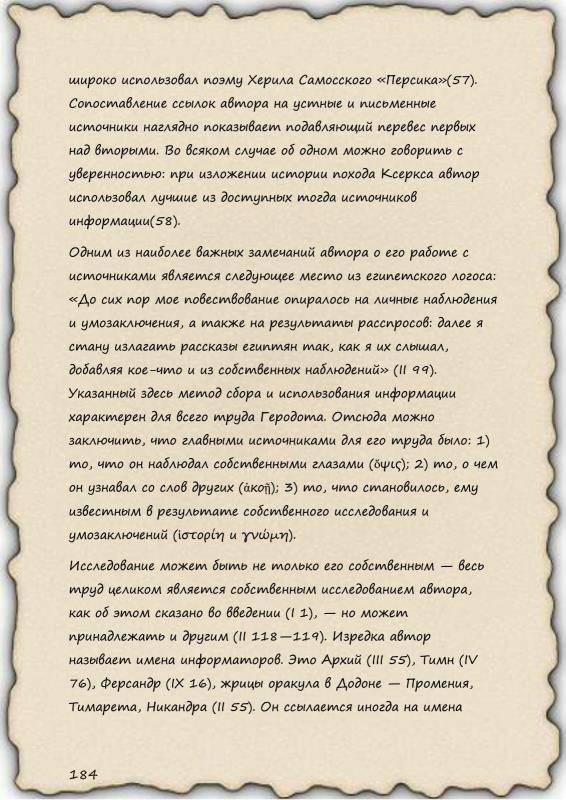 широко использовал поэму Херила Самосского «Персика»(57).
Сопоставление ссылок автора на устные и письменные
источники наглядно показывает подавляющий перевес первых
над вторыми. Во всяком случае об одном можно говорить с
уверенностью: при изложении истории похода Ксеркса автор
использовал лучшие из доступных тогда источников
информации(58).
Одним из наиболее важных замечаний автора о его работе с
источниками является следующее место из египетского логоса:
«До сих пор мое повествование опиралось на личные наблюдения
и умозаключения, а также на результаты расспросов: далее я
стану излагать рассказы египтян так, как я их слышал,
добавляя кое-что и из собственных наблюдений» (II 99).
Указанный здесь метод сбора и использования информации
характерен для всего труда Геродота. Отсюда можно
заключить, что главными источниками для его труда было: 1)
то, что он наблюдал собственными глазами (ὄψις); 2) то, о чем
он узнавал со слов других (ἀκοῇ); 3) то, что становилось, ему
известным в результате собственного исследования и
умозаключений (ἱστορίη и γνώμη).
Исследование может быть не только его собственным — весь
труд целиком является собственным исследованием автора,
как об этом сказано во введении (I 1), — но может
принадлежать и другим (II 118—119). Изредка автор
называет имена информаторов. Это Архий (III 55), Тимн (IV
76), Ферсандр (IX 16), жрицы оракула в Додоне — Промения,
Тимарета, Никандра (II 55). Он ссылается иногда на имена
184